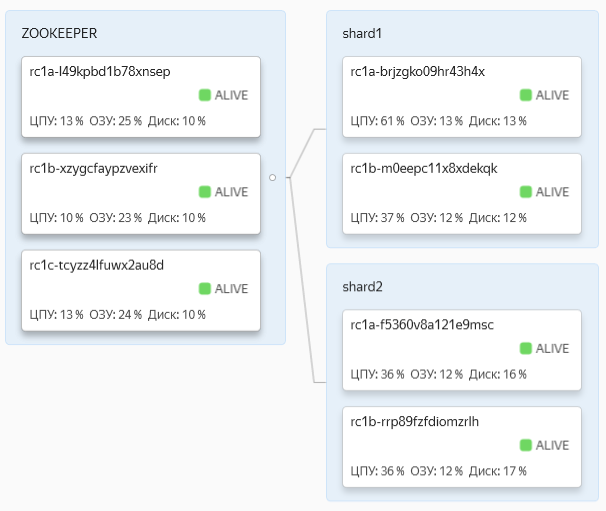 ZOOKEEPER
rc1a-l49kpbd1b78xnsep
ALIVE
ЦПУ: 13 % ОЗУ: 25 % Диск: 10 %
rc1b-xzygcfaypzvexifr
ALIVE
ЦПУ: 10 % ОЗУ: 23 % Диск: 10 %
rc1c-tcyzz4lfuwx2au8d
ALIVE
ЦПУ: 13 % ОЗУ: 24 % Диск: 10 %
shard1
rc1a-brjzgko09hr43h4x
ALIVE
ЦПУ: 61 % ОЗУ: 13 % Диск: 13 %
rc1b-m0eepc11x8xdekqk
ALIVE
ЦПУ: 37 % ОЗУ: 12 % Диск: 12 %
shard2
rc1a-f5360v8a121e9msc
ALIVE
ЦПУ: 36 % ОЗУ: 12 % Диск: 16 %
rc1b-rrp89fzfdiomzrlh
ALIVE
ЦПУ: 36 % ОЗУ: 12 % Диск: 17 %